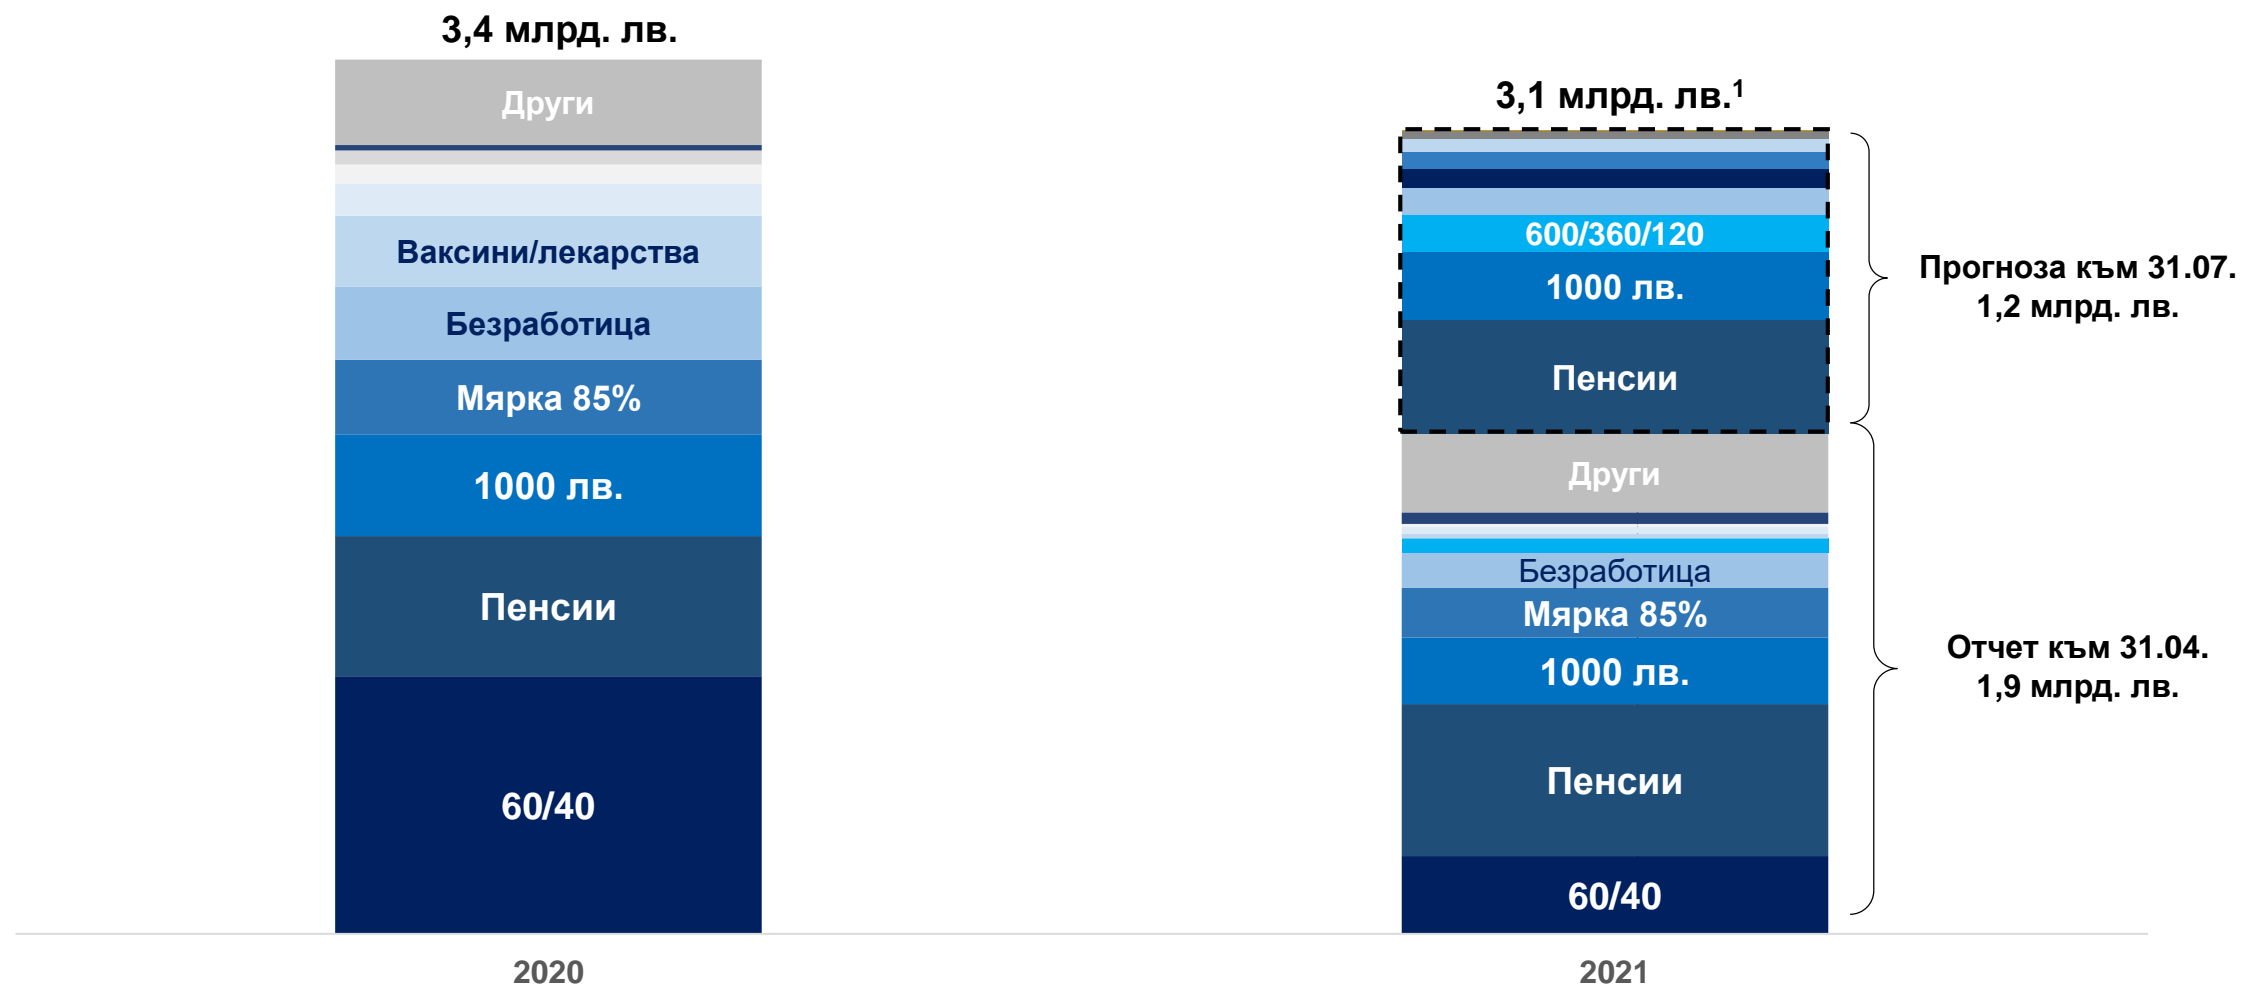 3,4 млрд. лв.
Други
Ваксини/лекарства
Безработица
Мярка 85%
1000 лв.
Пенсии
60/40
2020
3,1 млрд. лв.¹
600/360/120
1000 лв.
Пенсии
Други
Безработица
Мярка 85%
1000 лв.
Пенсии
60/40
2021
Прогноза към 31.07.
1,2 млрд. лв.
Отчет към 31.04.
1,9 млрд. лв.